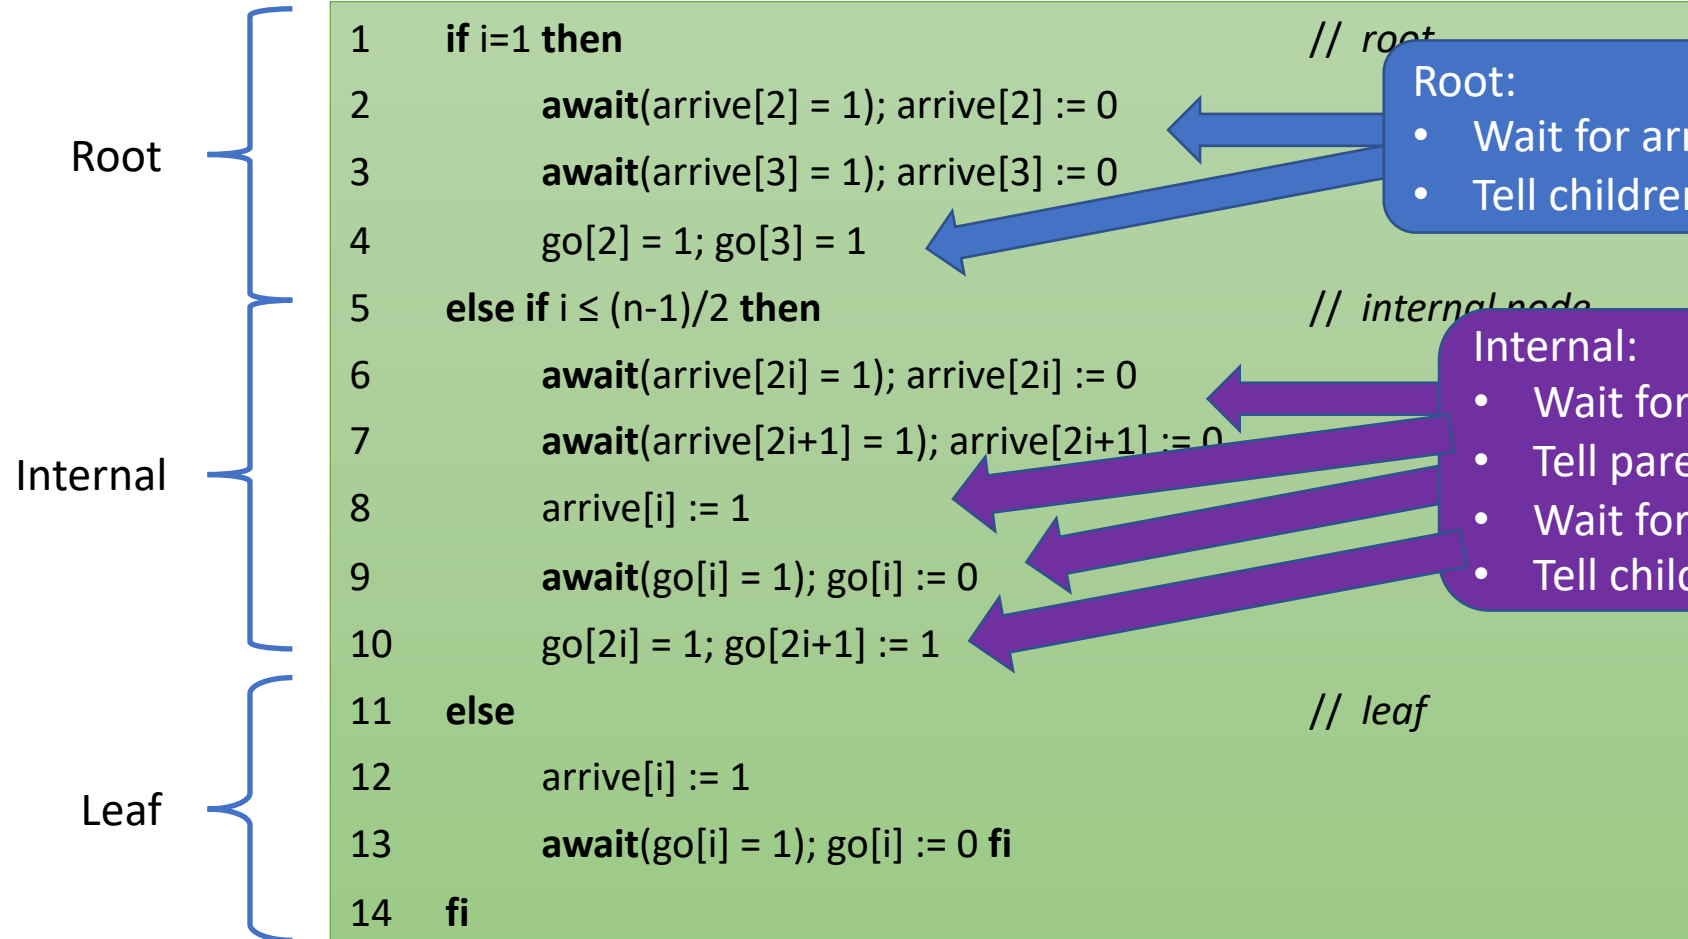 1 if i=1 then // root
2 await(arrive[2] = 1); arrive[2] := 0
3 await(arrive[3] = 1); arrive[3] := 0
4 go[2] = 1; go[3] = 1
5 else if i ≤ (n-1)/2 then // internal node
6 await(arrive[2i] = 1); arrive[2i] := 0
7 await(arrive[2i+1] = 1); arrive[2i+1] := 0
8 arrive[i] := 1
9 await(go[i] = 1); go[i] := 0
10 go[2i] = 1; go[2i+1] := 1
11 else // leaf
12 arrive[i] := 1
13 await(go[i] = 1); go[i] := 0 fi
14 fi
Root
Internal
Leaf
Root:
• Wait for
• Tell
Internal:
• Wait for
• Tell
• Wait for
• Tell